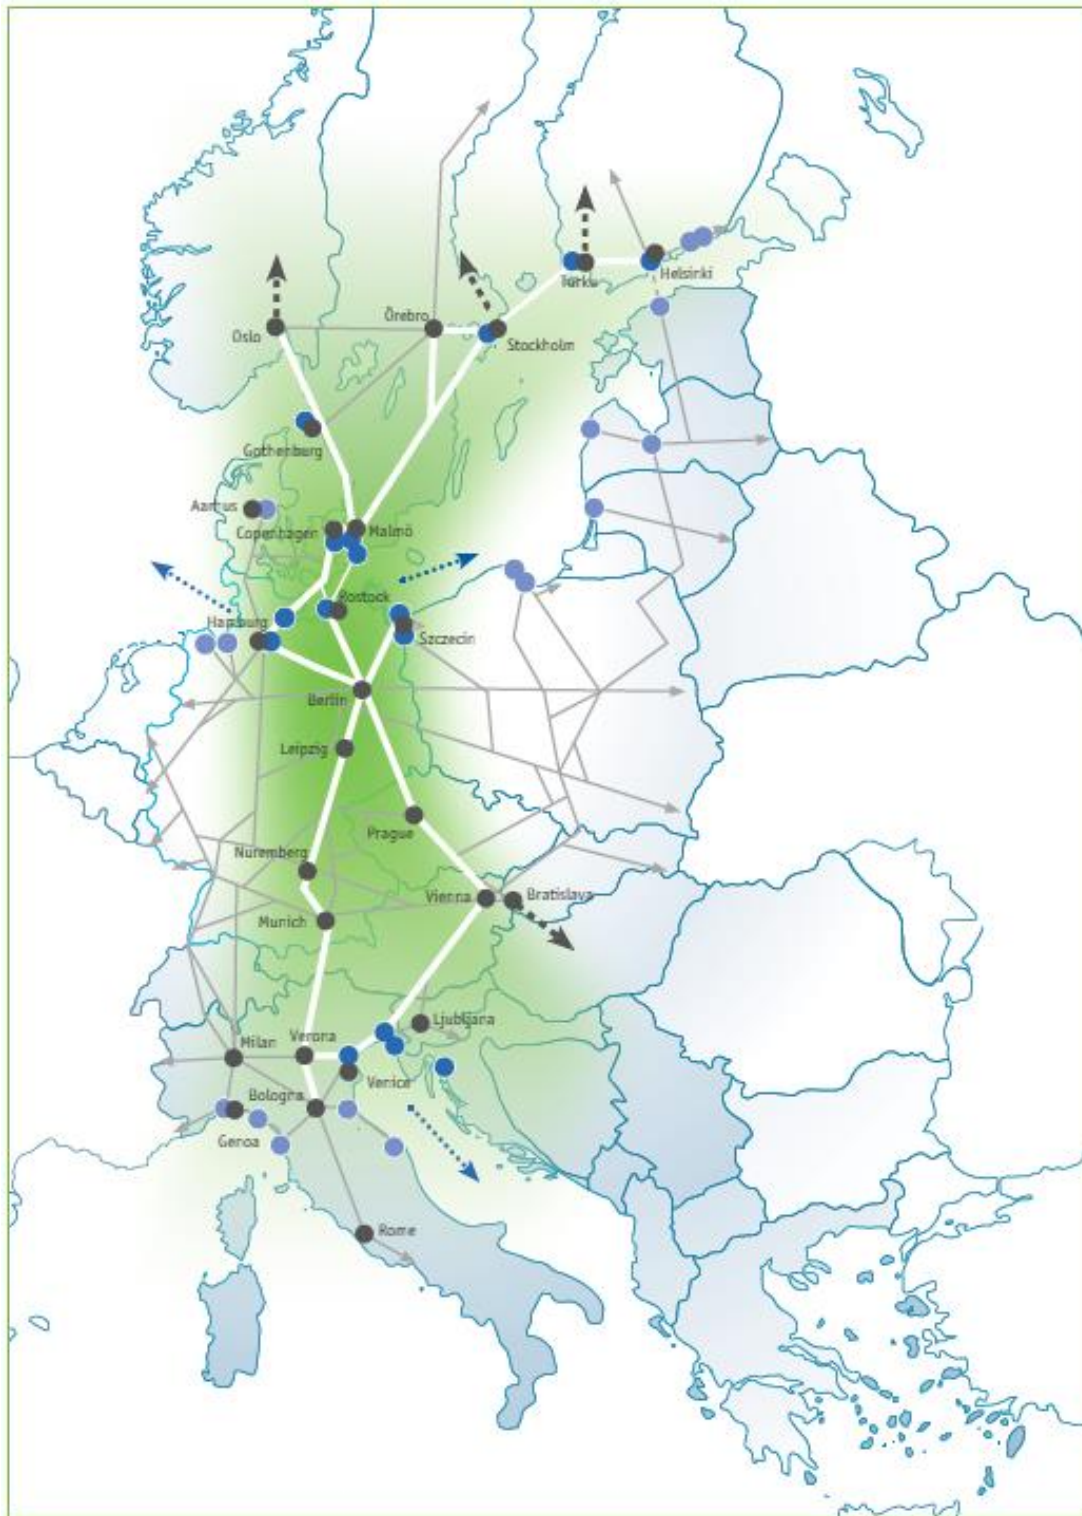 Turku
Helsinki
Örebro
Oslo
Stockholm
Gothenburg
Aarhus
Copenhagen
Malmö
Rostock
Hamburg
Szczecin
Berlin
Leipzig
Prague
Nuremberg
Vienna
Bratislava
Munich
Ljubljana
Verona
Milan
Venice
Bologna
Genoa
Rome